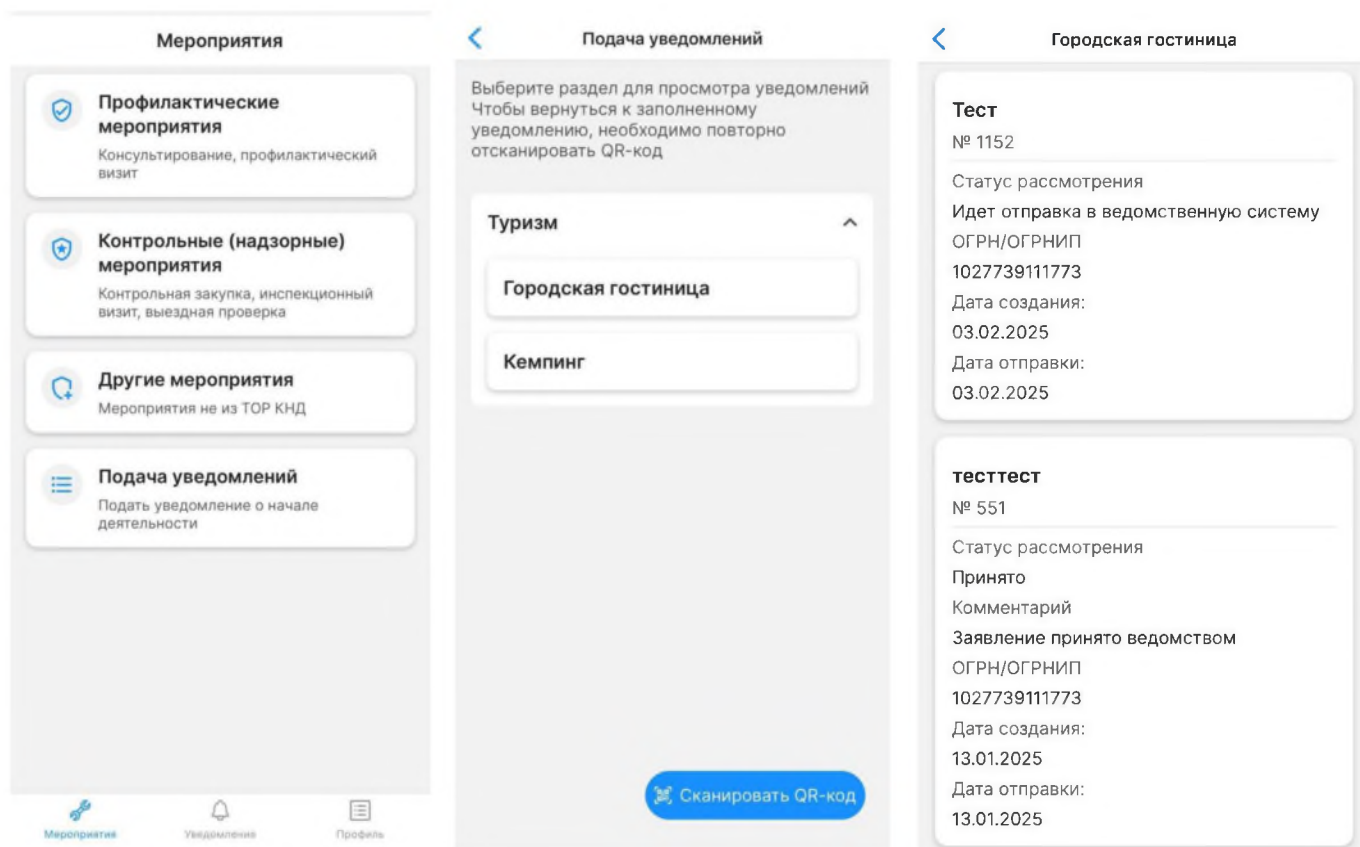 Мероприятия
Профилактические
мероприятия
Консультирование, профилактический
визит
Контрольные (надзорные)
мероприятия
Контрольная закупка, инспекционный
визит, выездная проверка
Другие мероприятия
Мероприятия не из ТОР КНД
Подача уведомлений
Подать уведомление о начале
деятельности
Мероприятия
Уведомления
Профиль
Подача уведомлений
Выберите раздел для просмотра уведомлений
Чтобы вернуться к заполненному
уведомлению, необходимо повторно
отсканировать QR-код
Туризм
Городская гостиница
Кемпинг
Сканировать QR-код
Городская гостиница
Тест
№ 1152
Статус рассмотрения
Идет отправка в ведомственную систему
ОГРН/ОГРНИП
1027739111773
Дата создания:
03.02.2025
Дата отправки:
03.02.2025
тесттест
№ 551
Статус рассмотрения
Принято
Комментарий
Заявление принято ведомством
ОГРН/ОГРНИП
1027739111773
Дата создания:
13.01.2025
Дата отправки:
13.01.2025